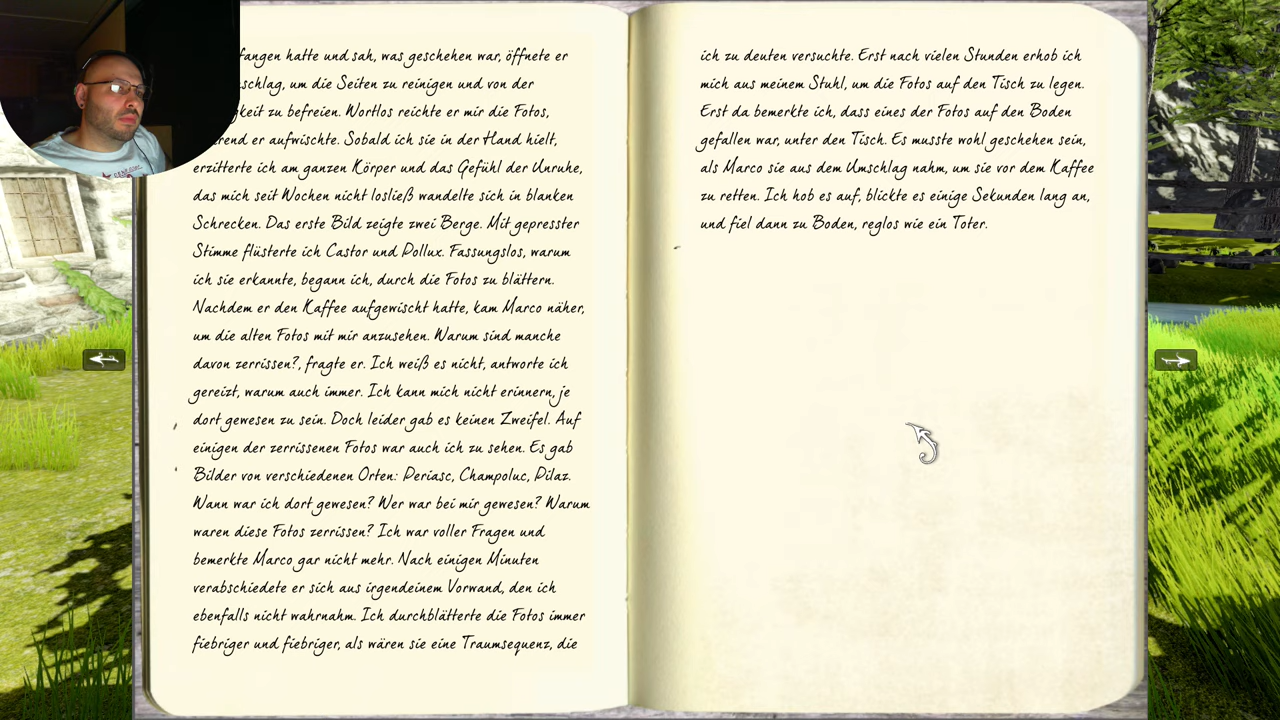 hatte und sah, was geschehen war, öffnete er
um die Seiten zu reinigen und von der
zu befreien. Wortlos reichte er mir die Fotos,
er aufwischte. Sobald ich sie in der Hand hielt,
erzitterte ich am ganzen Körper und das Gefühl der Unruhe,
das mich seit Wochen nicht losließ wandelte sich in blanken
Schrecken. Das erste Bild zeigte zwei Berge. Mit gepresster
Stimme flüsterte ich Castor und Pollux. Fassungslos, warum
ich sie erkannte, begann ich, durch die Fotos zu blättern.
Nachdem er den Kaffee aufgewischt hatte, kam Marco näher,
um die alten Fotos mit mir anzusehen. Warum sind manche
davon zerrissen?, fragte er. Ich weiß es nicht, antworte ich
gereizt, warum auch immer. Ich kann mich nicht erinnern, je
dort gewesen zu sein. Doch leider gab es keinen Zweifel. Auf
einigen der zerrissenen Fotos war auch ich zu sehen. Es gab
Bilder von verschiedenen Orten: Periasc, Champoluc, Pilaz.
Wann war ich dort gewesen? Wer war bei mir gewesen? Warum
waren diese Fotos zerrissen? Ich war voller Fragen und
bemerkte Marco gar nicht mehr. Nach einigen Minuten
verabschiedete er sich aus irgendeinem Vorwand, den ich
ebenfalls nicht wahrnahm. Ich durchblätterte die Fotos immer
fiebriger und fiebriger, als wären sie eine Traumsequenz, die
ich zu deuten versuchte. Erst nach vielen Stunden erhob ich
mich aus meinem Stuhl, um die Fotos auf den Tisch zu legen.
Erst da bemerkte ich, dass eines der Fotos auf den Boden
gefallen war, unter den Tisch. Es musste wohl geschehen sein,
als Marco sie aus dem Umschlag nahm, um sie vor dem Kaffee
zu retten. Ich hob es auf, blickte es einige Sekunden lang an,
und fiel dann zu Boden, reglos wie ein Toter.